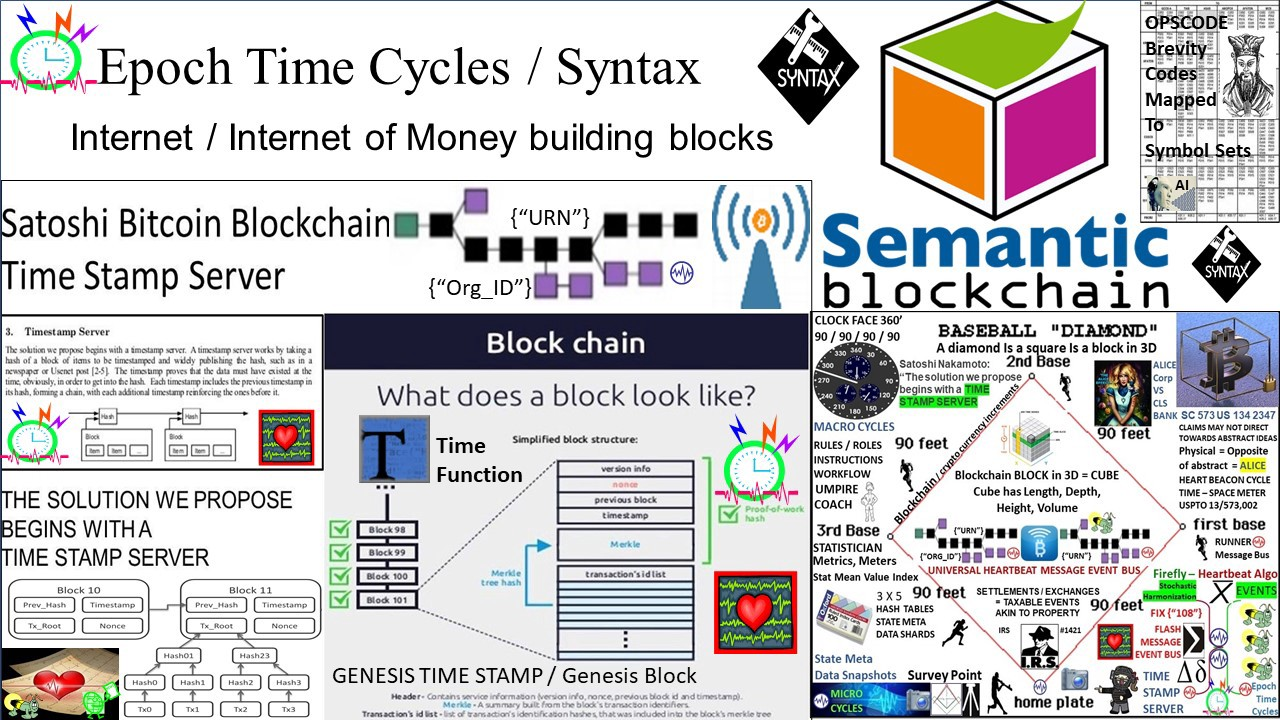 Epoch Time Cycles / Syntax
Internet / Internet of Money building blocks
SYNTAX
OPSCODE
Brevity
Codes
Mapped
To
Symbol Sets
AI
Satoshi Bitcoin Blockchain
Time Stamp Server
{“URN”}
{“Org_ID”}
Semantic
blockchain
SYNTAX
3. Timestamp Server
The solution we propose begins with a timestamp server. A timestamp server works by taking a
hash of a block of items to be timestamped and widely publishing the hash, such as in a
newspaper or Usenet post [2-5]. The timestamp proves that the data must have existed at the
time, obviously, in order to get into the hash. Each timestamp includes the previous timestamp in
its hash, forming a chain, with each additional timestamp reinforcing the ones before it.
Hash
Hash
Block
Block
Item
Item
...
Item
Item
...
THE SOLUTION WE PROPOSE
BEGINS WITH A
TIME STAMP SERVER
Block 10
Prev_Hash
Timestamp
Tx_Root
Nonce
Block 11
Prev_Hash
Timestamp
Tx_Root
Nonce
Hash01
Hash23
Hash0
Hash1
Hash2
Hash3
Tx0
Tx1
Tx2
Tx3
Block chain
What does a block look like?
T
Time
Function
Simplified block structure:
version info
nonce
previous block
timestamp
Merkle
transaction's id list
Proof-of-work
hash
Merkle
tree hash
Block 98
Block 99
Block 100
Block 101
GENESIS TIME STAMP / Genesis Block
Header - Contains service information (version info, nonce, previous block id and timestamp).
Merkle - A summary built from the block's transaction identifiers.
Transaction's id list - list of transaction's identification hashes, that was included into the block's merkle tree
CLOCK FACE 360’
90 / 90 / 90 / 90
BASEBALL "DIAMOND"
A diamond Is a square Is a block in 3D
2nd Base
Satoshi Nakamoto:
“The solution we propose
begins with a TIME
STAMP SERVER
MACRO CYCLES
RULES / ROLES
INSTRUCTIONS
WORKFLOW
UMPIRE
COACH
90 feet
Blockchain / cryptocurrency increments
3rd Base
STATISTICIAN
Metrics, Meters
Stat Mean Value Index
ALICE
Corp
VS
CLS
BANK SC 573 US 134 2347
90 feet
CLAIMS MAY NOT DIRECT
TOWARDS ABSTRACT IDEAS
Physical = Opposite
of abstract = ALICE
HEART BEACON CYCLE
TIME – SPACE METER
USPTO 13/573,002
Blockchain BLOCK in 3D = CUBE
Cube has Length, Depth,
Height, Volume
{“URN”}
{“ORG_ID”}
{“URN”}
UNIVERSAL HEARTBEAT MESSAGE EVENT BUS
first base
RUNNER
Message Bus
3 X 5
HASH TABLES
STATE META
DATA SHARDS
90 feet
SETTLEMENTS / EXCHANGES
= TAXABLE EVENTS
AKIN TO PROPERTY
90 feet
IRS
#1421
I.R.S.
Firefly – Heartbeat Algo
Stochastic
Harmonization
X
EVENTS
FIX {“108”}
FLASH
MESSAGE
EVENT BUS
State Meta
Data Snapshots
Survey Point
MICRO
CYCLES
home
TIME
STAMP
SERVER
Δδ
Epoch
Time
Cycles